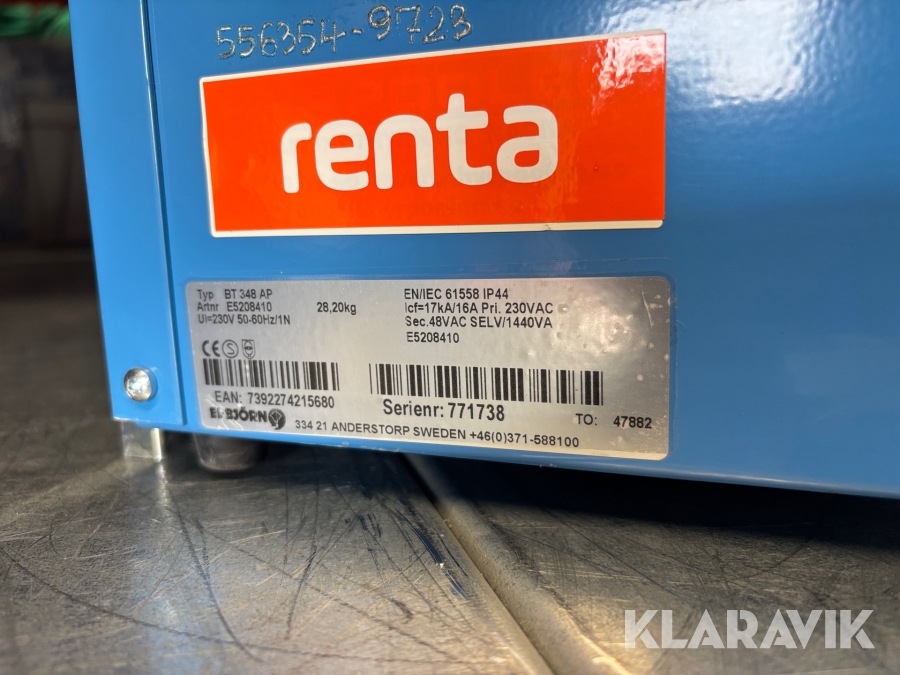 556354-9723
renta
Typ BT 348 AP
Artnr E5208410 28,20kg
UI=230V 50-60Hz/1N
EN/IEC 61558 IP44
Icf=17kA/16A Pri. 230VAC
Sec.48VAC SELV/1440VA
E5208410
CE S
EAN: 7392274215680
Serienr: 771738
TO: 47882
ELBJÖRN
334 21 ANDERSTORP SWEDEN +46(0)371-588100
KLARAVIK